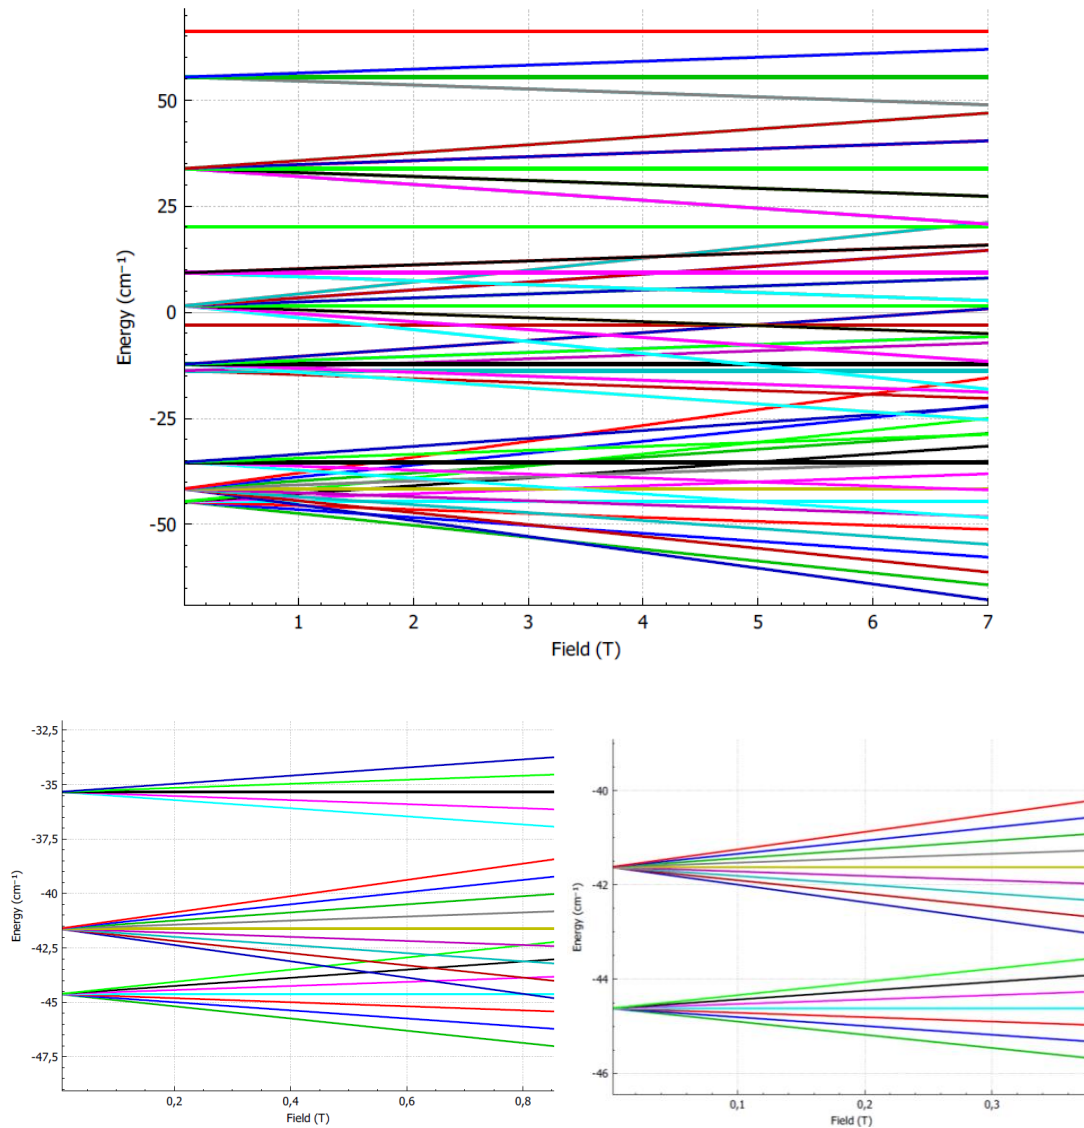 50
25
0
-25
-50
Energy (cm⁻¹)
1 2 3 4 5 6 7
Field (T)
-32,5
-35
-37,5
-40
-42,5
-45
-47,5
Energy (cm⁻¹)
0,2 0,4 0,6 0,8
Field (T)
-40
-42
-44
-46
Energy (cm⁻¹)
0,1 0,2 0,3
Field (T)